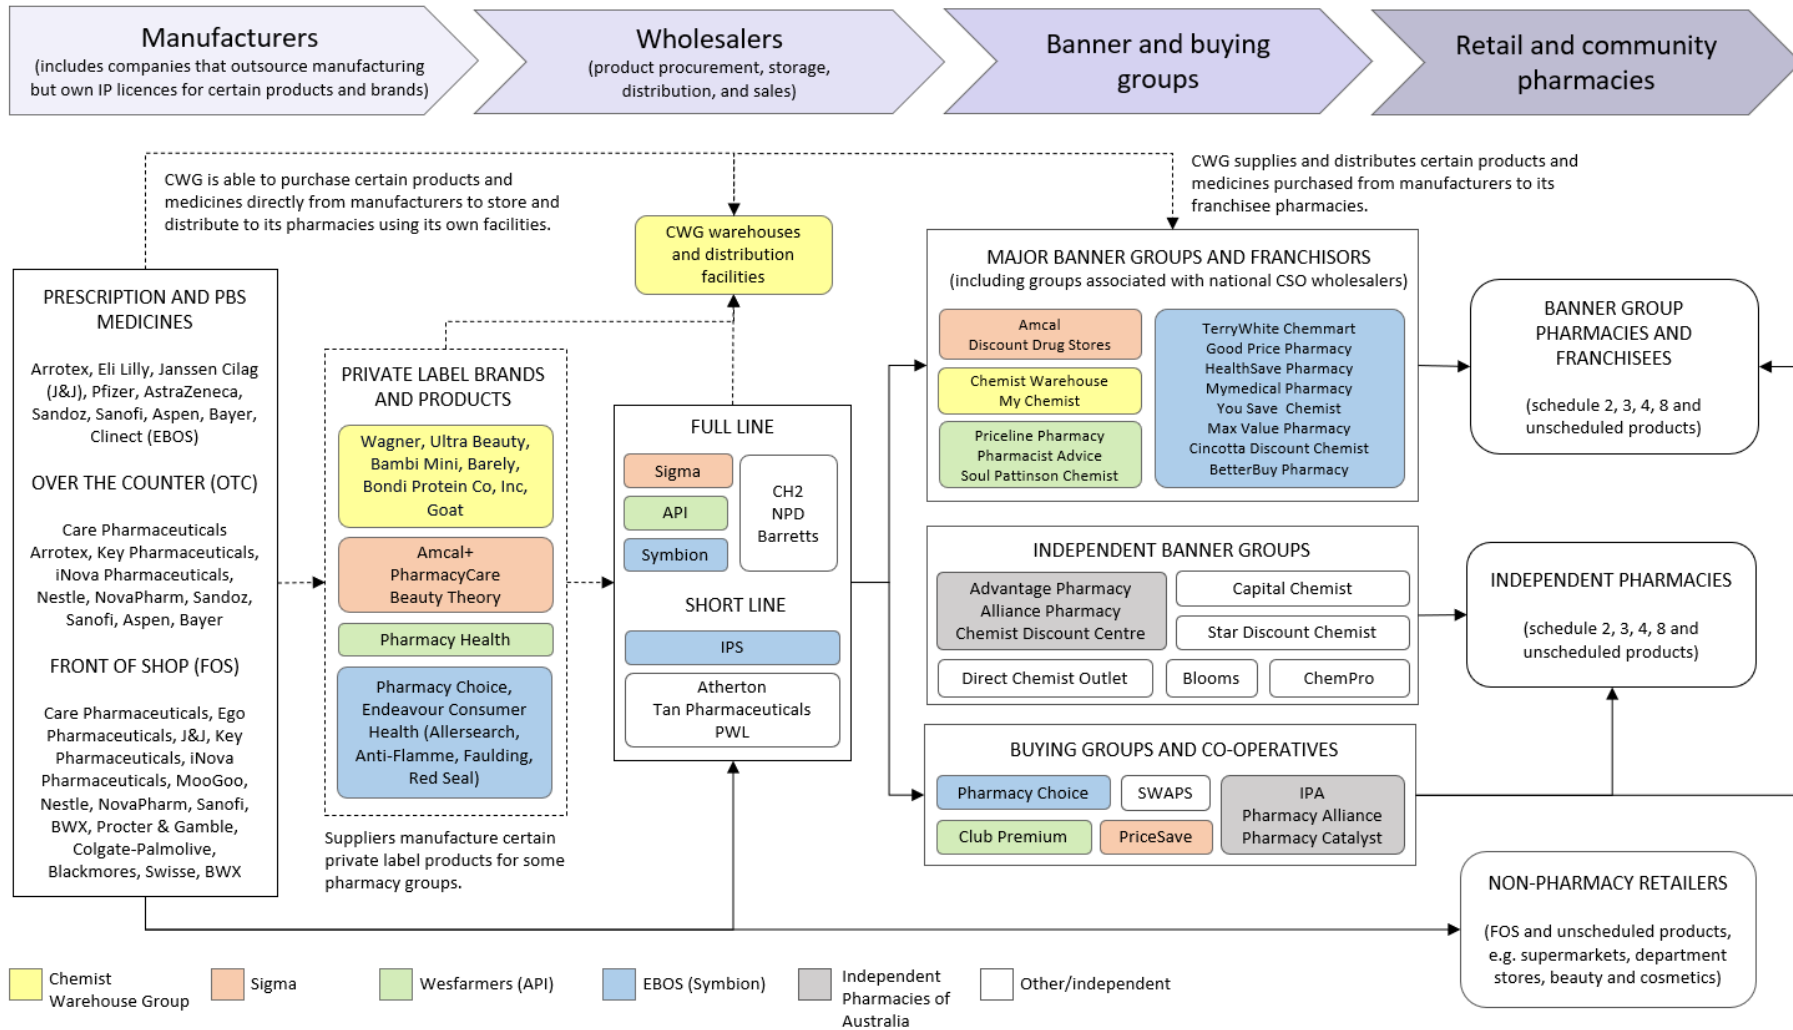 Manufacturers
(includes companies that outsource manufacturing
but own IP licences for certain products and brands)
Wholesalers
(product procurement, storage,
distribution, and sales)
Banner and buying
groups
Retail and community
pharmacies
CWG is able to purchase certain products and
medicines directly from manufacturers to store and
distribute to its pharmacies using its own facilities.
CWG supplies and distributes certain products and
medicines purchased from manufacturers to its
franchisee pharmacies.
CWG warehouses
and distribution
facilities
PRESCRIPTION AND PBS
MEDICINES
Arrotex, Eli Lilly, Janssen Cilag
(J&J), Pfizer, AstraZeneca,
Sandoz, Sanofi, Aspen, Bayer,
Clinect (EBOS)
OVER THE COUNTER (OTC)
Care Pharmaceuticals
Arrotex, Key Pharmaceuticals,
iNova Pharmaceuticals,
Nestle, NovaPharm, Sandoz,
Sanofi, Aspen, Bayer
FRONT OF SHOP (FOS)
Care Pharmaceuticals, Ego
Pharmaceuticals, J&J, Key
Pharmaceuticals, iNova
Pharmaceuticals, MooGoo,
Nestle, NovaPharm, Sanofi,
BWX, Procter & Gamble,
Colgate-Palmolive,
Blackmores, Swisse, BWX
PRIVATE LABEL BRANDS
AND PRODUCTS
Wagner, Ultra Beauty,
Bambi Mini, Barely,
Bondi Protein Co, Inc,
Goat
Amcal+
PharmacyCare
Beauty Theory
Pharmacy Health
Pharmacy Choice,
Endeavour Consumer
Health (Allersearch,
Anti-Flamme, Faulding,
Red Seal)
Suppliers manufacture certain
private label products for some
pharmacy groups.
FULL LINE
Sigma
API
Symbion
CH2
NPD
Barretts
SHORT LINE
IPS
Atherton
Tan Pharmaceuticals
PWL
MAJOR BANNER GROUPS AND FRANCHISORS
(including groups associated with national CSO wholesalers)
Amcal
Discount Drug Stores
Chemist Warehouse
My Chemist
Priceline Pharmacy
Pharmacist Advice
Soul Pattinson Chemist
TerryWhite Chemmart
Good Price Pharmacy
HealthSave Pharmacy
Mymedical Pharmacy
You Save Chemist
Max Value Pharmacy
Cincotta Discount Chemist
BetterBuy Pharmacy
INDEPENDENT BANNER GROUPS
Advantage Pharmacy
Alliance Pharmacy
Chemist Discount Centre
Capital Chemist
Star Discount Chemist
Direct Chemist Outlet
Blooms
ChemPro
BUYING GROUPS AND CO-OPERATIVES
Pharmacy Choice
SWAPS
Club Premium
PriceSave
IPA
Pharmacy Alliance
Pharmacy Catalyst
BANNER GROUP
PHARMACIES AND
FRANCHISEES
(schedule 2, 3, 4, 8 and
unscheduled products)
INDEPENDENT PHARMACIES
(schedule 2, 3, 4, 8 and
unscheduled products)
NON-PHARMACY RETAILERS
(FOS and unscheduled products,
e.g. supermarkets, department
stores, beauty and cosmetics)
Chemist
Warehouse Group
Sigma
Wesfarmers (API)
EBOS (Symbion)
Independent
Pharmacies of
Australia
Other/independent